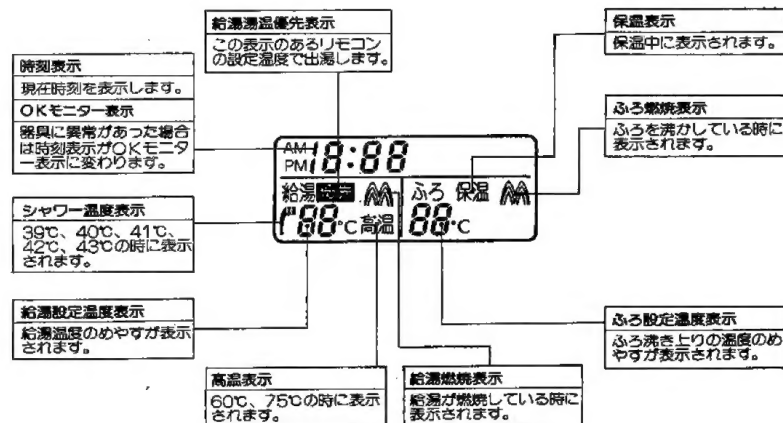 給湯湯温優先表示
この表示のあるリモコン
の設定温度で出湯します。
保温表示
保温中に表示されます。
時刻表示
現在時刻を表示します。
OKモニター表示
器具に異常があった場合
は時刻表示がOKモニタ
ー表示に変わります。
ふろ燃焼表示
ふろを沸かしている時に
表示されます。
AM
PM 18:88
給湯 優先 ふろ 保温
88℃ 高温 88℃
シャワー温度表示
39℃、40℃、41℃、
42℃、43℃の時に表示
されます。
給湯設定温度表示
給湯温度のめやすが表示
されます。
ふろ設定温度表示
ふろ沸き上りの温度のめ
やすが表示されます。
高温表示
60℃、75℃の時に表示
されます。
給湯燃焼表示
給湯が燃焼している時に
表示されます。